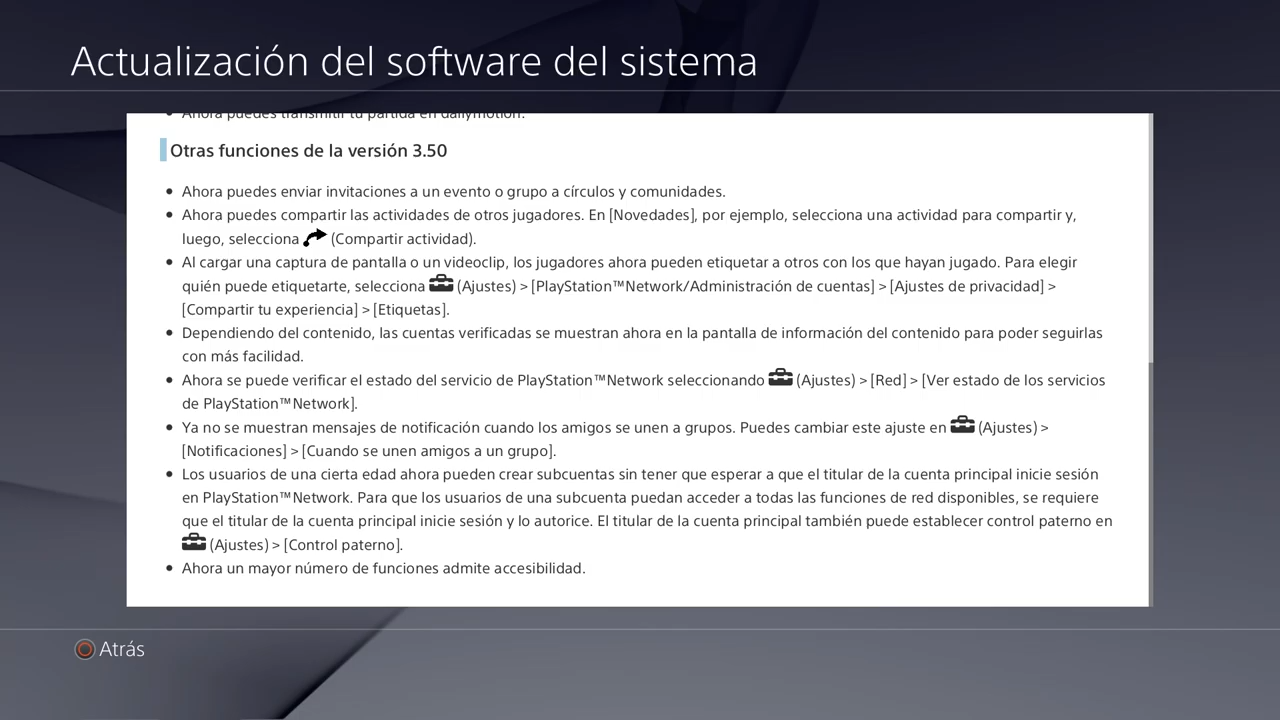 Actualización del software del sistema
• Ahora puedes transmitir tu partida en dailymotion.
Otras funciones de la versión 3.50
• Ahora puedes enviar invitaciones a un evento o grupo a círculos y comunidades.
• Ahora puedes compartir las actividades de otros jugadores. En [Novedades], por ejemplo, selecciona una actividad para compartir y,
luego, selecciona (Compartir actividad).
• Al cargar una captura de pantalla o un videoclip, los jugadores ahora pueden etiquetar a otros con los que hayan jugado. Para elegir
quién puede etiquetarte, selecciona (Ajustes) > [PlayStation™Network/Administración de cuentas] > [Ajustes de privacidad] >
[Compartir tu experiencia] > [Etiquetas].
• Dependiendo del contenido, las cuentas verificadas se muestran ahora en la pantalla de información del contenido para poder seguirlas
con más facilidad.
• Ahora se puede verificar el estado del servicio de PlayStation™Network seleccionando (Ajustes) > [Red] > [Ver estado de los servicios
de PlayStation™Network].
• Ya no se muestran mensajes de notificación cuando los amigos se unen a grupos. Puedes cambiar este ajuste en (Ajustes) >
[Notificaciones] > [Cuando se unen amigos a un grupo].
• Los usuarios de una cierta edad ahora pueden crear subcuentas sin tener que esperar a que el titular de la cuenta principal inicie sesión
en PlayStation™Network. Para que los usuarios de una subcuenta puedan acceder a todas las funciones de red disponibles, se requiere
que el titular de la cuenta principal inicie sesión y lo autorice. El titular de la cuenta principal también puede establecer control paterno en
(Ajustes) > [Control paterno].
• Ahora un mayor número de funciones admite accesibilidad.
Atrás